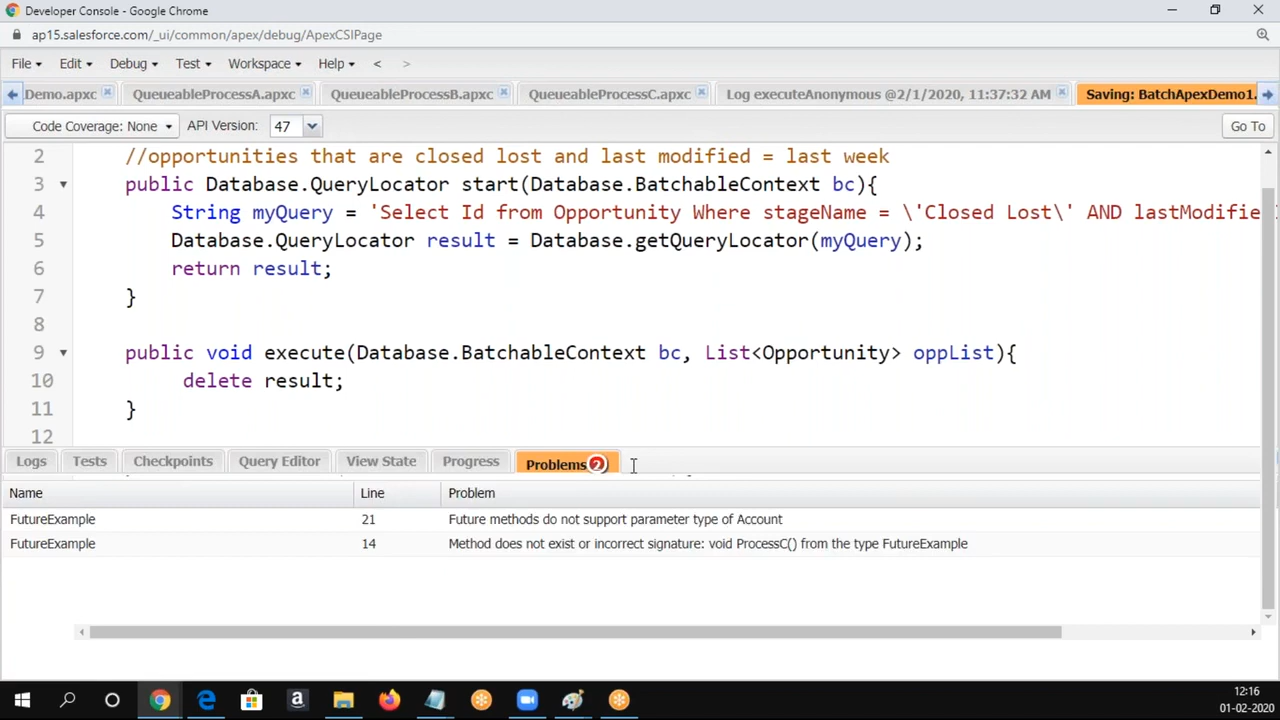 Developer Console - Google Chrome
ap15.salesforce.com/_ui/common/apex/debug/ApexCSIPage
File Edit Debug Test Workspace Help < >
Demo.apxc QueueableProcessA.apxc QueueableProcessB.apxc QueueableProcessC.apxc Log executeAnonymous @2/1/2020, 11:37:32 AM Saving: BatchApexDemo1.
Code Coverage: None API Version: 47 Go To
2 //opportunities that are closed lost and last modified = last week
3 public Database.QueryLocator start(Database.BatchableContext bc){
4 String myQuery = 'Select Id from Opportunity Where stageName = \'Closed Lost\' AND lastModifie
5 Database.QueryLocator result = Database.getQueryLocator(myQuery);
6 return result;
7 }
8
9 public void execute(Database.BatchableContext bc, List<Opportunity> oppList){
10 delete result;
11 }
12
Logs Tests Checkpoints Query Editor View State Progress Problems 2
Name Line Problem
FutureExample 21 Future methods do not support parameter type of Account
FutureExample 14 Method does not exist or incorrect signature: void ProcessC() from the type FutureExample
12:16
01-02-2020